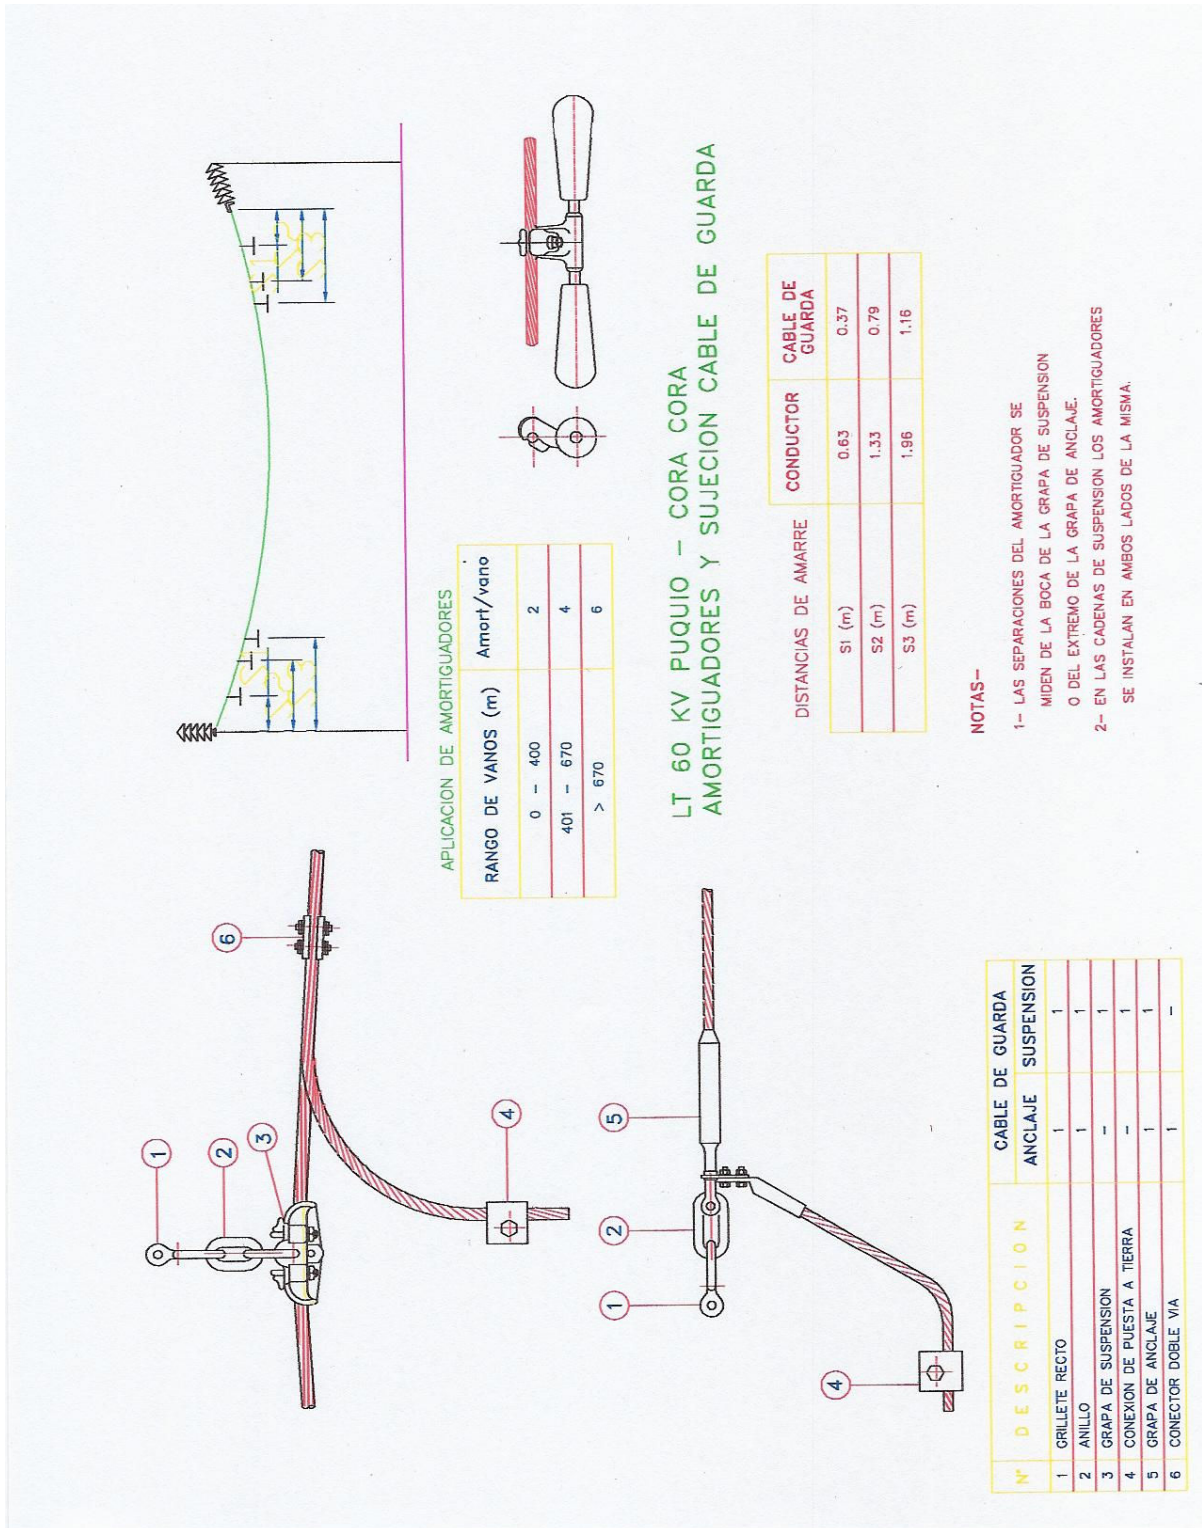 1
2
6
3
4
APLICACION DE AMORTIGUADORES
RANGO DE VANOS (m) Amort/vano
0 - 400 2
401 - 670 4
> 670 6
1
2
5
4
LT 60 KV PUQUIO - CORA CORA
AMORTIGUADORES Y SUJECION CABLE DE GUARDA
DISTANCIAS DE AMARRE CONDUCTOR CABLE DE
GUARDA
S1 (m) 0.63 0.37
S2 (m) 1.33 0.79
S3 (m) 1.96 1.16
NOTAS-
1- LAS SEPARACIONES DEL AMORTIGUADOR SE
MIDEN DE LA BOCA DE LA GRAPA DE SUSPENSION
O DEL EXTREMO DE LA GRAPA DE ANCLAJE.
2- EN LAS CADENAS DE SUSPENSION LOS AMORTIGUADORES
SE INSTALAN EN AMBOS LADOS DE LA MISMA.
N° DESCRIPCION CABLE DE GUARDA
ANCLAJE SUSPENSION
1 GRILLETE RECTO 1 1
2 ANILLO 1 1
3 GRAPA DE SUSPENSION - 1
4 CONEXION DE PUESTA A TIERRA - 1
5 GRAPA DE ANCLAJE 1 1
6 CONECTOR DOBLE VIA 1 -